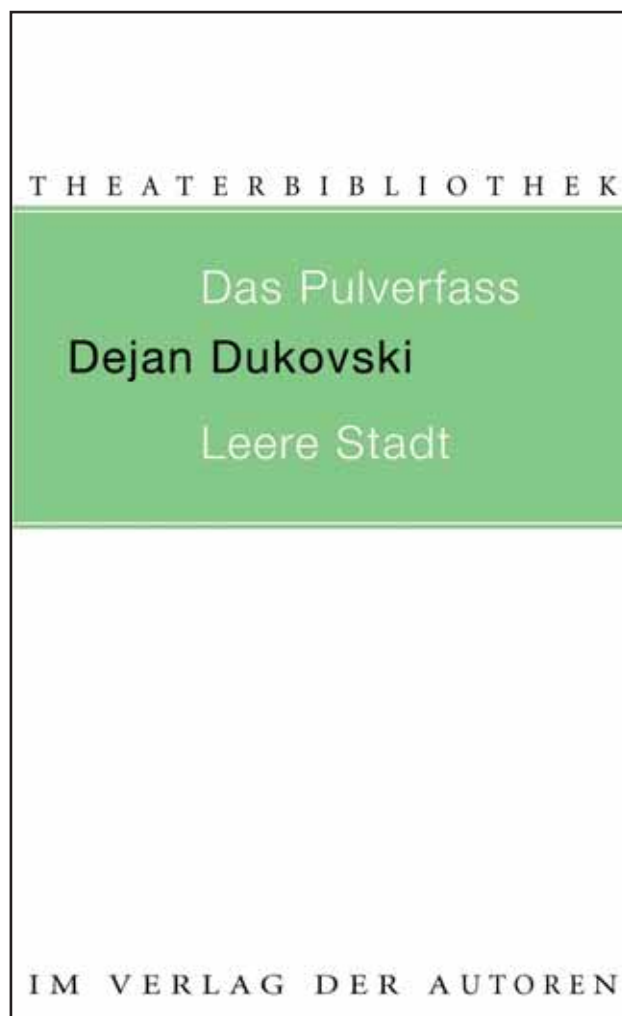 THEATERBIBLIOTHEK
Das Pulverfass
Dejan Dukovski
Leere Stadt
IM VERLAG DER AUTOREN